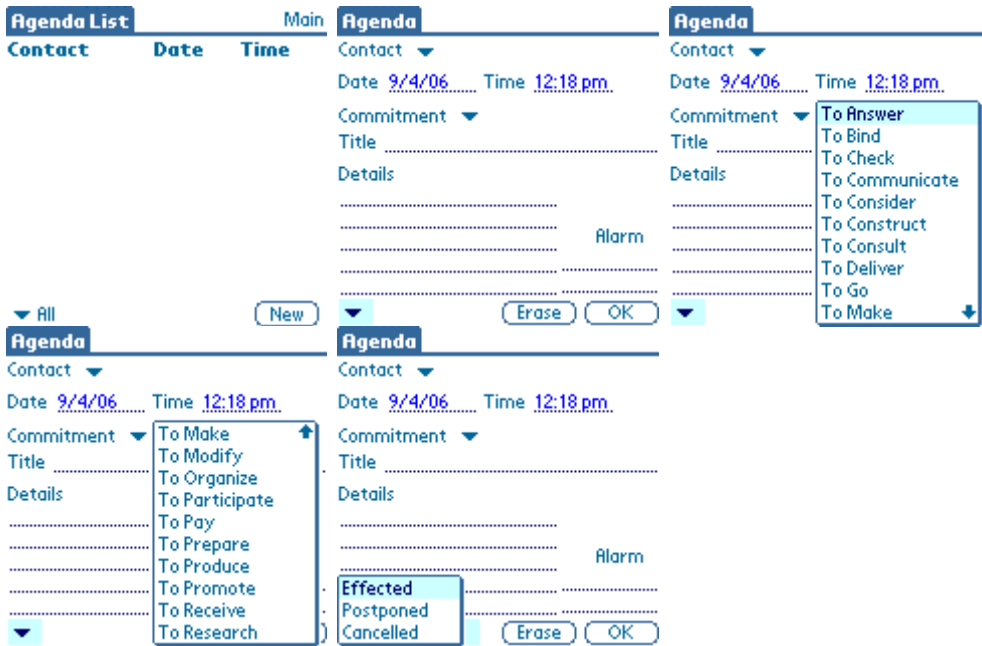 Agenda List Main
Contact Date Time
All New
Agenda
Contact
Date 9/4/06 Time 12:18 pm
Commitment
Title
Details
Alarm
Erase OK
Agenda
Contact
Date 9/4/06 Time 12:18 pm
Commitment
Title
Details
To Answer
To Bind
To Check
To Communicate
To Consider
To Construct
To Consult
To Deliver
To Go
To Make
Agenda
Contact
Date 9/4/06 Time 12:18 pm
Commitment
Title
Details
To Make
To Modify
To Organize
To Participate
To Pay
To Prepare
To Produce
To Promote
To Receive
To Research
Agenda
Contact
Date 9/4/06 Time 12:18 pm
Commitment
Title
Details
Alarm
Effected
Postponed
Cancelled
Erase OK